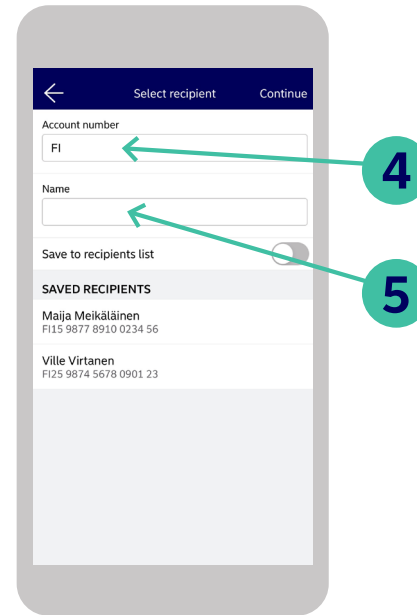 Select recipient Continue
Account number
FI
4
Name
Save to recipients list
5
SAVED RECIPIENTS
Maija Meikäläinen
FI15 9877 8910 0234 56
Ville Virtanen
FI25 9874 5678 0901 23